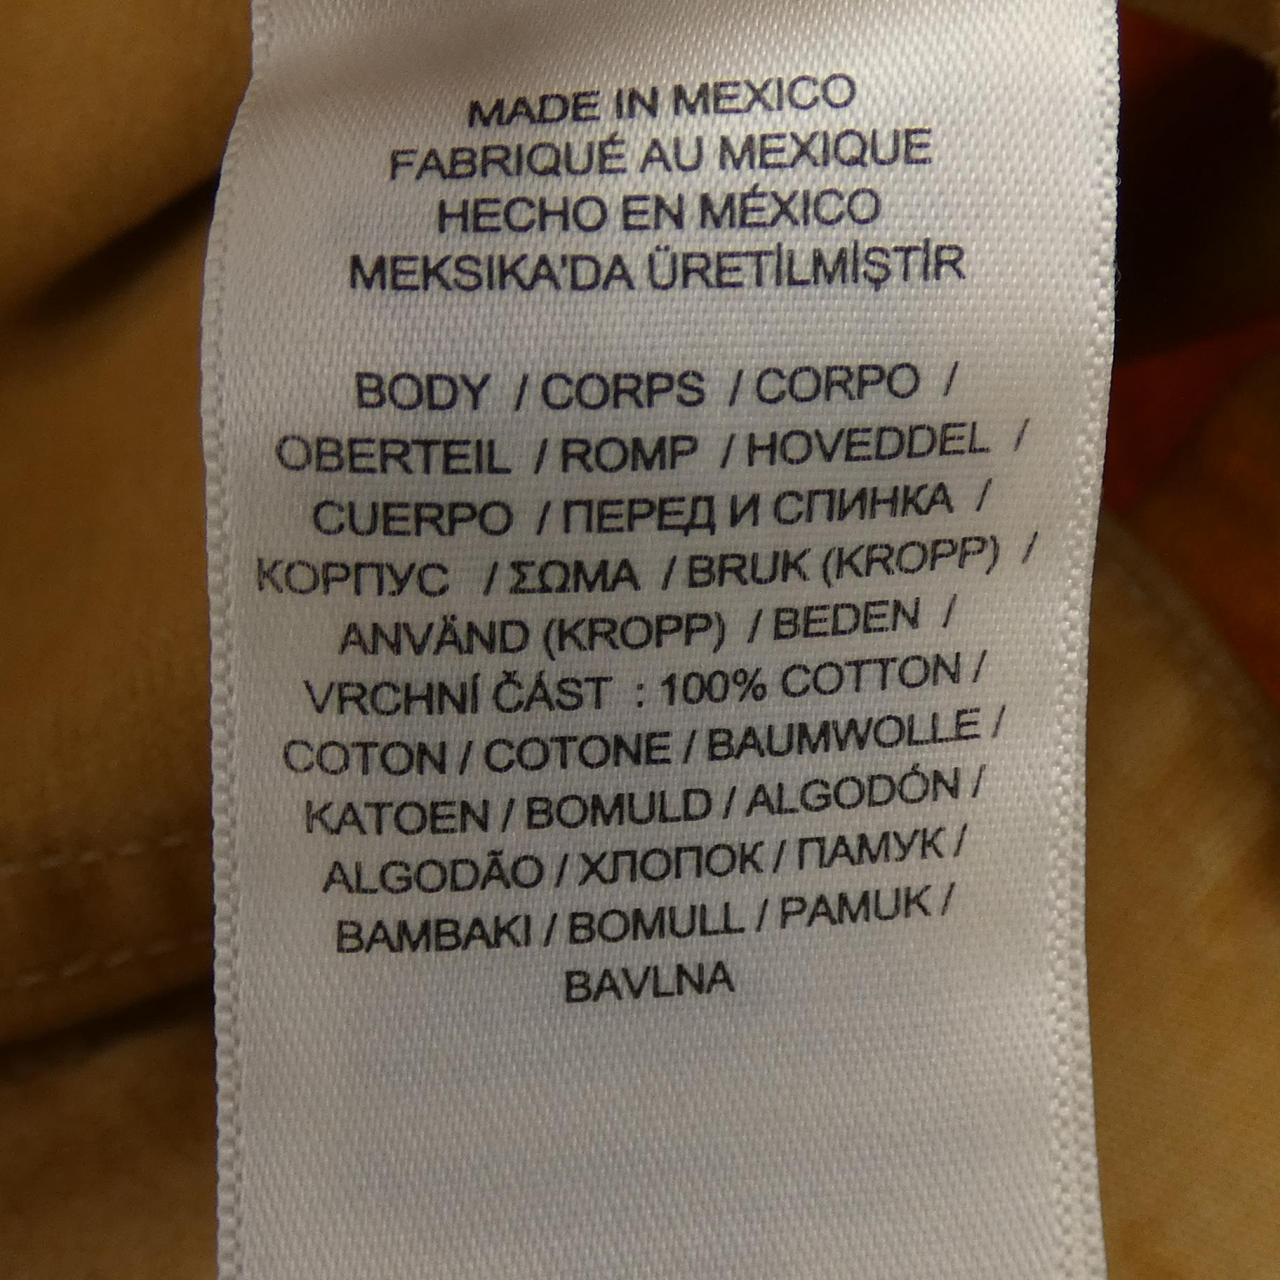 MADE IN MEXICO
FABRIQUÉ AU MEXIQUE
HECHO EN MÉXICO
MEKSIKA'DA ÜRETİLMİŞTİR
BODY / CORPS / CORPO /
OBERTEIL / ROMP / HOVEDDEL /
CUERPO / ПЕРЕД И СПИНКА /
КОРПУС / ΣΩΜΑ / BRUK (KROPP) /
ANVÄND (KROPP) / BEDEN /
VRCHNÍ ČÁST : 100% COTTON /
COTON / COTONE / BAUMWOLLE /
KATOEN / BOMULD / ALGODÓN /
ALGODÃO / ХЛОПОК / ПАМУК /
BAMBAKI / BOMULL / PAMUK /
BAVLNA